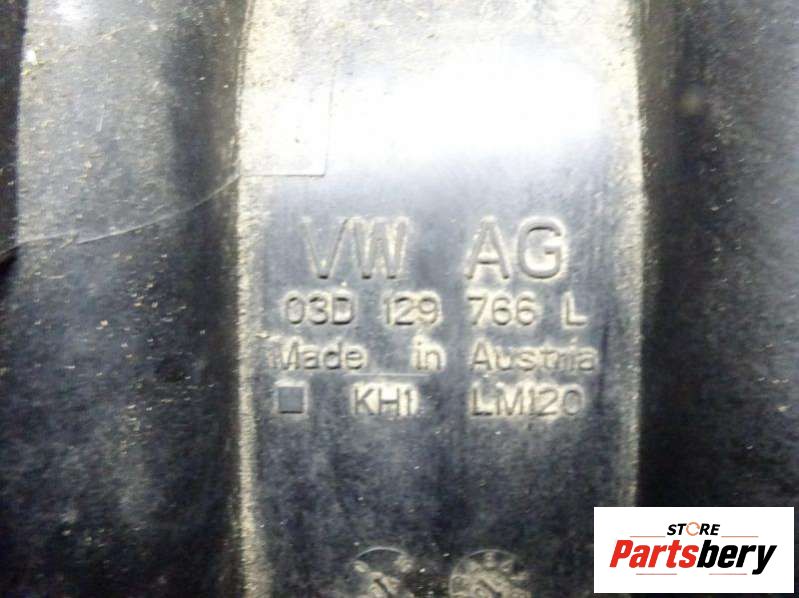 VW AG
03D 129 766 L
Made in Austria
KH1 LM120
STORE
Partsbery